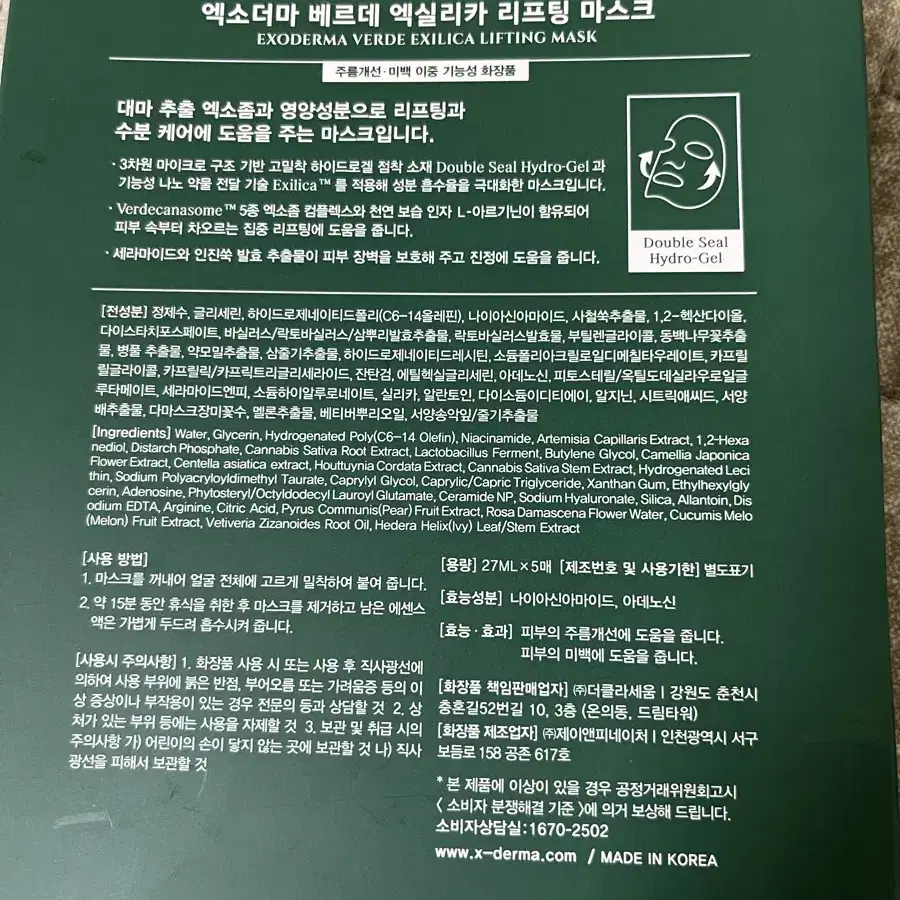 엑소더마 베르데 엑실리카 리프팅 마스크
EXODERMA VERDE EXILICA LIFTING MASK
주름개선·미백 이중 기능성 화장품
대마 추출 엑소좀과 영양성분으로 리프팅과
수분 케어에 도움을 주는 마스크입니다.
· 3차원 마이크로 구조 기반 고밀착 하이드로겔 점착 소재 Double Seal Hydro-Gel 과
기능성 나노 약물 전달 기술 Exilica™ 를 적용해 성분 흡수율을 극대화한 마스크입니다.
· Verdecanasome™ 5종 엑소좀 컴플렉스와 천연 보습 인자 L-아르기닌이 함유되어
피부 속부터 차오르는 집중 리프팅에 도움을 줍니다.
· 세라마이드와 인진쑥 발효 추출물이 피부 장벽을 보호해 주고 진정에 도움을 줍니다.
Double Seal
Hydro-Gel
[전성분] 정제수, 글리세린, 하이드로제네이티드폴리(C6-14올레핀), 나이아신아마이드, 사철쑥추출물, 1,2-헥산다이올,
다이스타치포스페이트, 바실러스/락토바실러스/삼뿌리발효추출물, 락토바실러스발효물, 부틸렌글라이콜, 동백나무꽃추출
물, 병풀 추출물, 약모밀추출물, 삼줄기추출물, 하이드로제네이티드레시틴, 소듐폴리아크릴로일디메칠타우레이트, 카프릴
릴글라이콜, 카프릴릭/카프릭트리글리세라이드, 잔탄검, 에틸헥실글리세린, 아데노신, 피토스테릴/옥틸도데실라우로일글
루타메이트, 세라마이드엔피, 소듐하이알루로네이트, 실리카, 알란토인, 다이소듐이디티에이, 알지닌, 시트릭애씨드, 서양
배추출물, 다마스크장미꽃수, 멜론추출물, 베티버뿌리오일, 서양송악잎/줄기추출물
[Ingredients] Water, Glycerin, Hydrogenated Poly(C6-14 Olefin), Niacinamide, Artemisia Capillaris Extract, 1,2-Hexa
nediol, Distarch Phosphate, Cannabis Sativa Root Extract, Lactobacillus Ferment, Butylene Glycol, Camellia Japonica
Flower Extract, Centella asiatica extract, Houttuynia Cordata Extract, Cannabis Sativa Stem Extract, Hydrogenated Leci
thin, Sodium Polyacryloyldimethyl Taurate, Caprylyl Glycol, Caprylic/Capric Triglyceride, Xanthan Gum, Ethylhexylgly
cerin, Adenosine, Phytosteryl/Octyldodecyl Lauroyl Glutamate, Ceramide NP, Sodium Hyaluronate, Silica, Allantoin, Dis
odium EDTA, Arginine, Citric Acid, Pyrus Communis(Pear) Fruit Extract, Rosa Damascena Flower Water, Cucumis Melo
(Melon) Fruit Extract, Vetiveria Zizanoides Root Oil, Hedera Helix(Ivy) Leaf/Stem Extract
[사용 방법]
1. 마스크를 꺼내어 얼굴 전체에 고르게 밀착하여 붙여 줍니다.
2. 약 15분 동안 휴식을 취한 후 마스크를 제거하고 남은 에센스
액은 가볍게 두드려 흡수시켜 줍니다.
[사용시 주의사항] 1. 화장품 사용 시 또는 사용 후 직사광선에
의하여 사용 부위에 붉은 반점, 부어오름 또는 가려움증 등의 이
상 증상이나 부작용이 있는 경우 전문의 등과 상담할 것 2. 상
처가 있는 부위 등에는 사용을 자제할 것 3. 보관 및 취급 시의
주의사항 가) 어린이의 손이 닿지 않는 곳에 보관할 것 나) 직사
광선을 피해서 보관할 것
[용량] 27ML×5매 [제조번호 및 사용기한] 별도표기
[효능성분] 나이아신아마이드, 아데노신
[효능·효과] 피부의 주름개선에 도움을 줍니다.
피부의 미백에 도움을 줍니다.
[화장품 책임판매업자] ㈜더클라세움 | 강원도 춘천시
충혼길52번길 10, 3층 (온의동, 드림타워)
[화장품 제조업자] ㈜제이앤피네이처 | 인천광역시 서구
보듬로 158 공존 617호
* 본 제품에 이상이 있을 경우 공정거래위원회고시
< 소비자 분쟁해결 기준 >에 의거 보상해 드립니다.
소비자상담실:1670-2502
www.x-derma.com / MADE IN KOREA